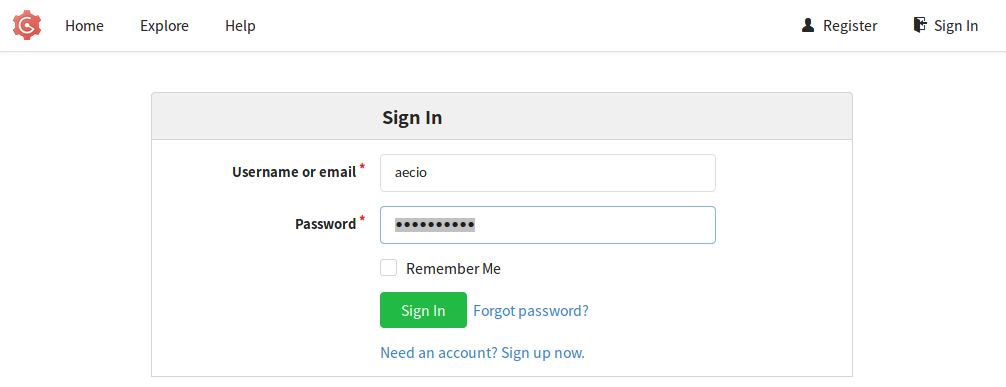 Home Explore Help Register Sign In
Sign In
Username or email * aecio
Password * ••••••••••
Remember Me
Sign In Forgot password?
Need an account? Sign up now.